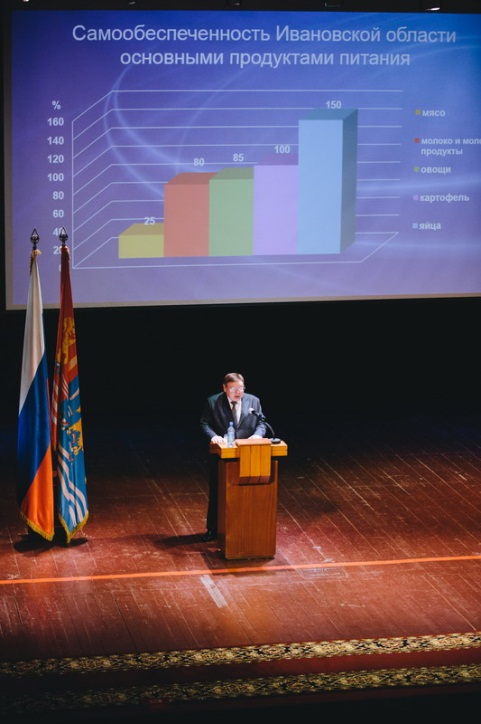 Самообеспеченность Ивановской области
основными продуктами питания
%
160
140
120
100
80
60
40
25
80
85
100
150
мясо
молоко и
продукты
овощи
картофель
яйца